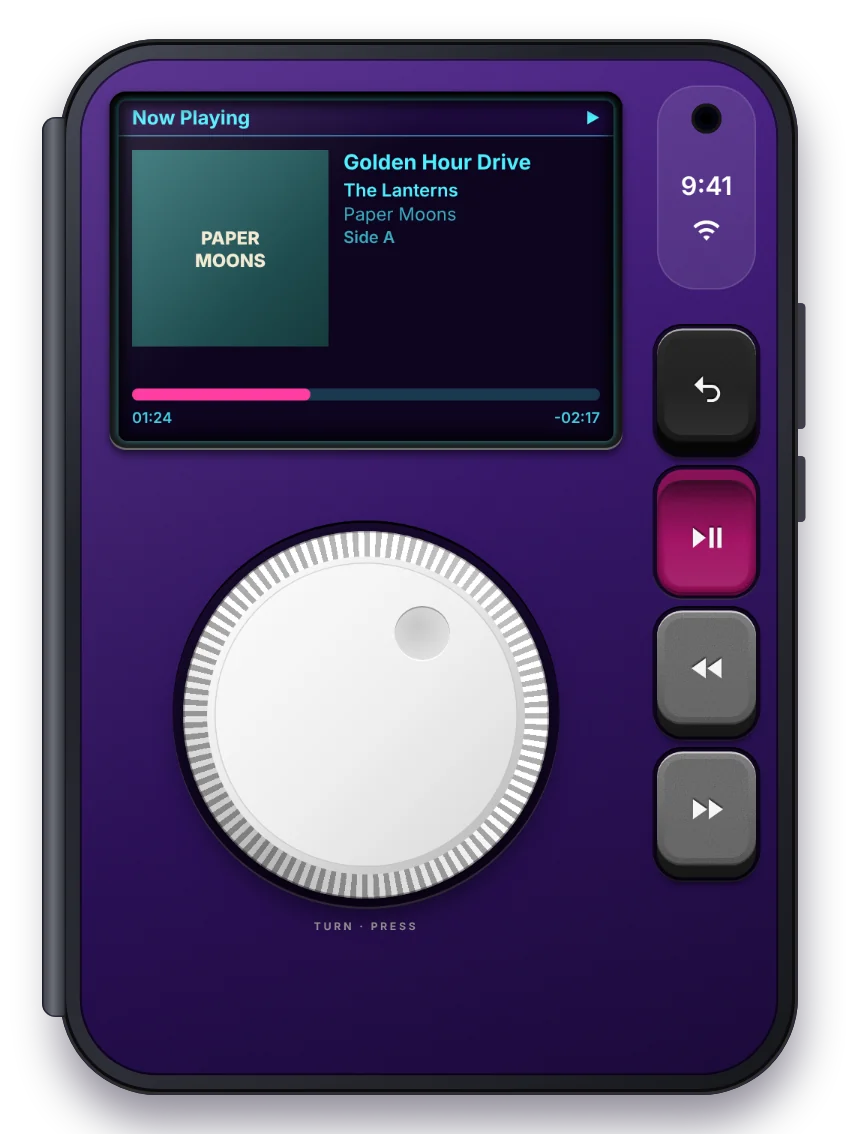 Now Playing
9:41
Golden Hour Drive
The Lanterns
Paper Moons
Side A
PAPER
MOONS
01:24
-02:17
TURN · PRESS